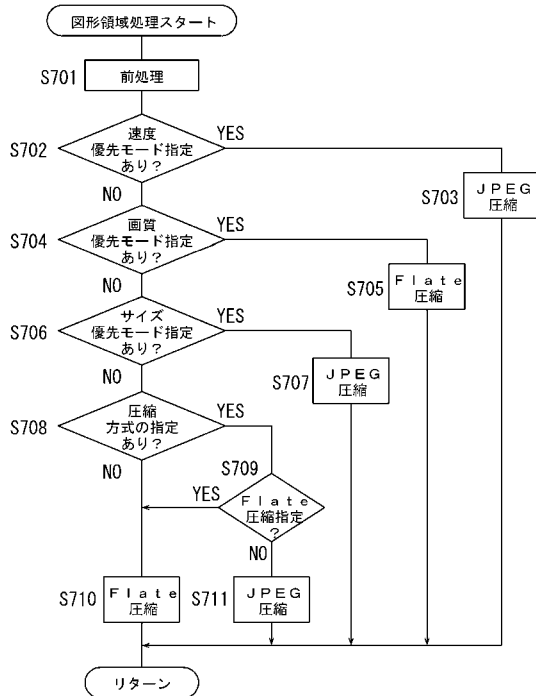 図形領域処理スタート
S701
前処理
S702
速度
優先モード指定
あり?
YES
NO
S703
JPEG
圧縮
S704
画質
優先モード指定
あり?
YES
NO
S705
Flate
圧縮
S706
サイズ
優先モード指定
あり?
YES
NO
S707
JPEG
圧縮
S708
圧縮
方式の指定
あり?
YES
NO
S709
Flate
圧縮指定
?
YES
NO
S710
Flate
圧縮
S711
JPEG
圧縮
リターン